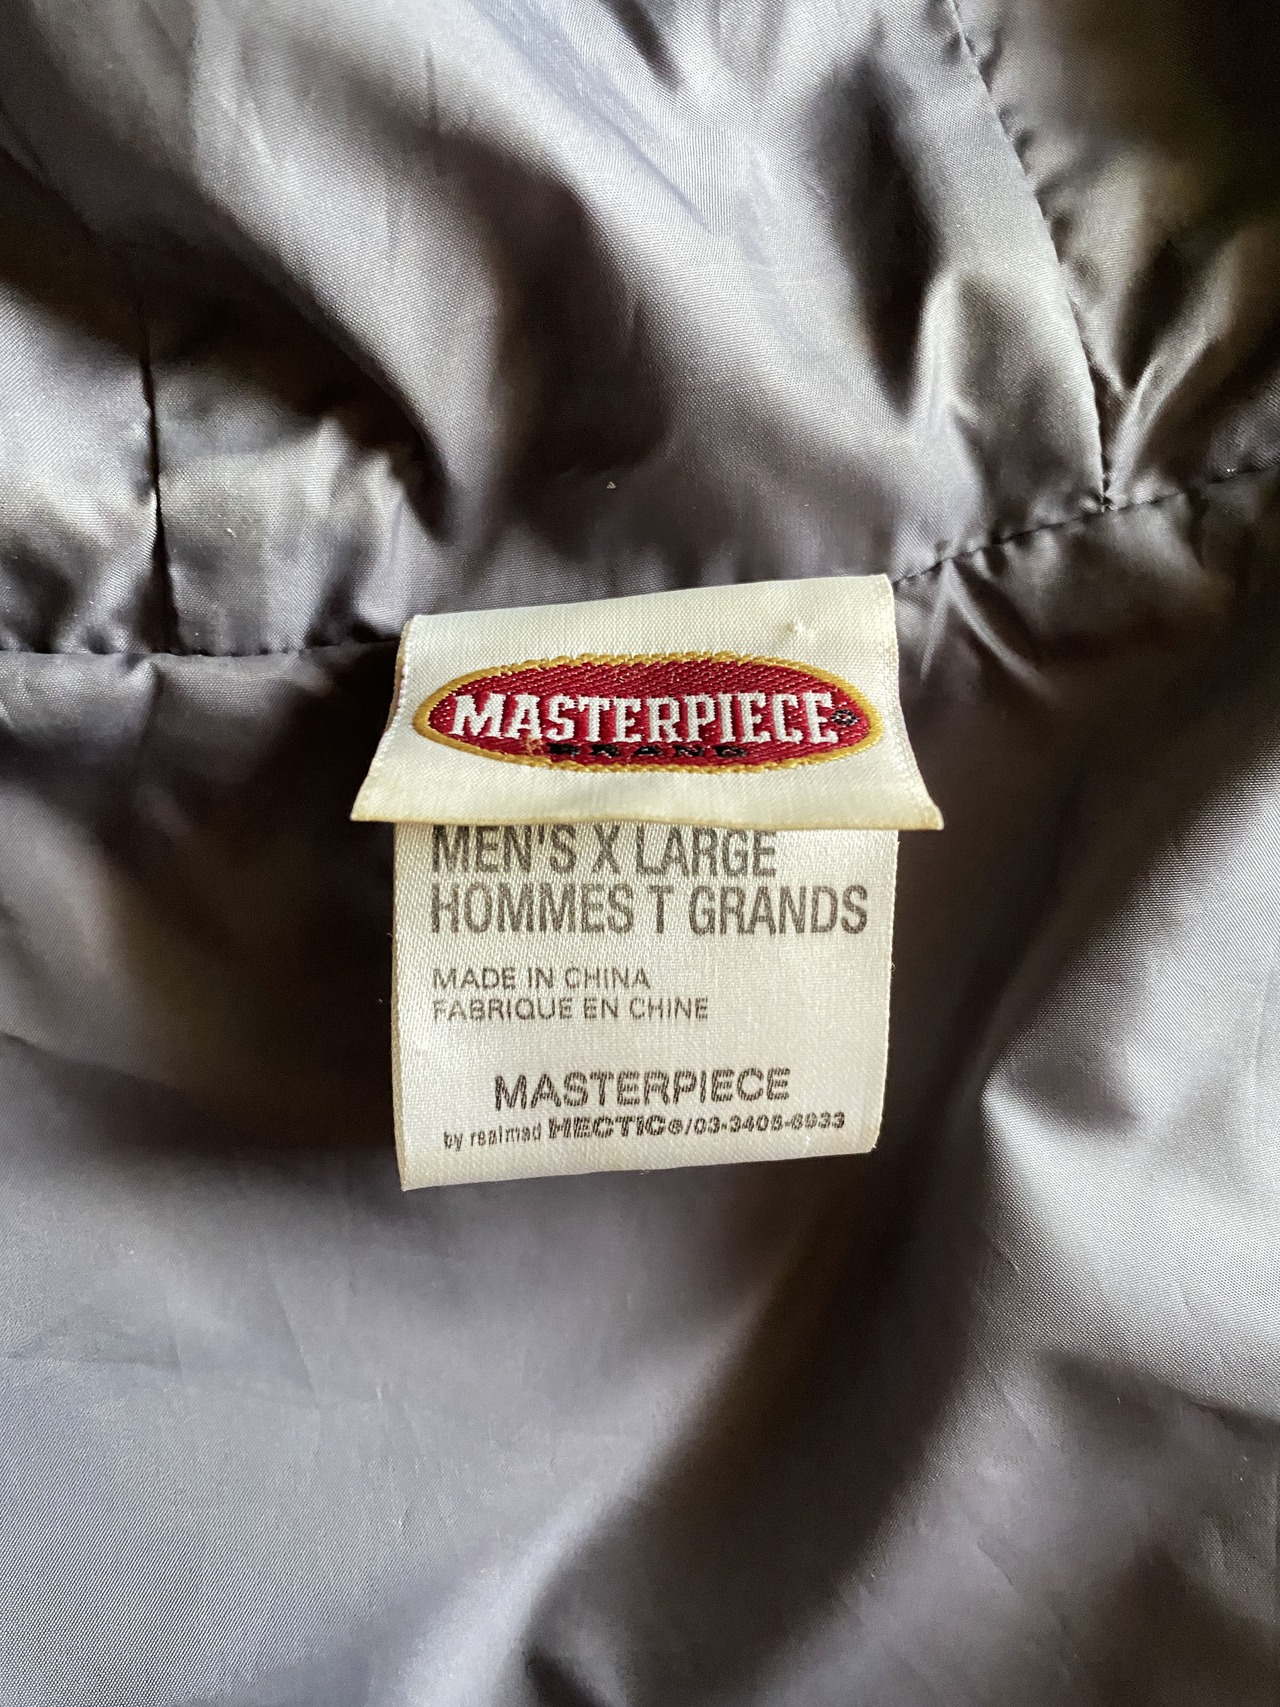 MASTERPIECE®
BRAND
MEN'S X LARGE
HOMMES T GRANDS
MADE IN CHINA
FABRIQUE EN CHINE
MASTERPIECE
by realmad HECTIC®/03-3405-6933